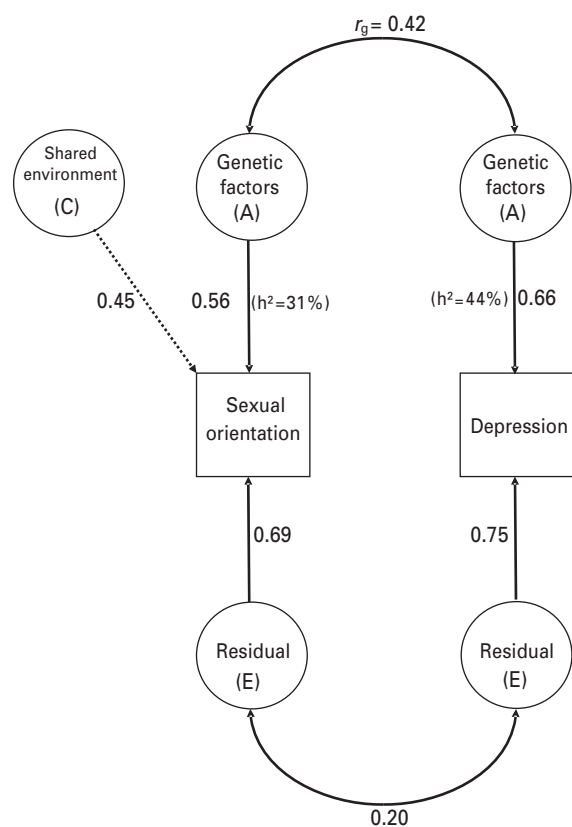 r_g = 0.42
Shared
environment
(C)
Genetic
factors
(A)
Genetic
factors
(A)
0.45
0.56
(h²=31%)
(h²=44%)
0.66
Sexual
orientation
Depression
0.69
0.75
Residual
(E)
Residual
(E)
0.20